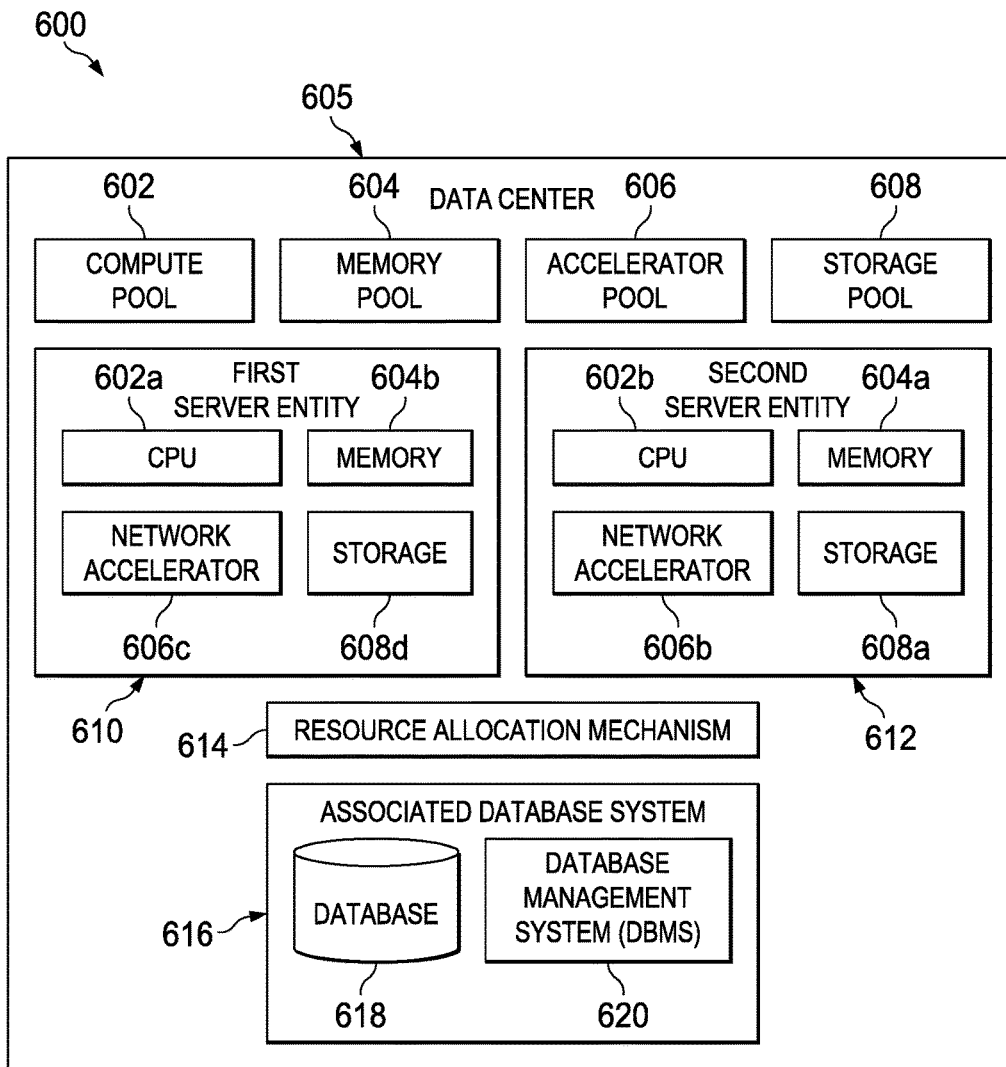 600
605
602
604
606
608
DATA CENTER
COMPUTE
POOL
MEMORY
POOL
ACCELERATOR
POOL
STORAGE
POOL
602a
FIRST
SERVER ENTITY
604b
CPU
MEMORY
NETWORK
ACCELERATOR
STORAGE
606c
608d
610
602b
SECOND
SERVER ENTITY
604a
CPU
MEMORY
NETWORK
ACCELERATOR
STORAGE
606b
608a
612
614
RESOURCE ALLOCATION MECHANISM
ASSOCIATED DATABASE SYSTEM
616
DATABASE
DATABASE
MANAGEMENT
SYSTEM (DBMS)
618
620